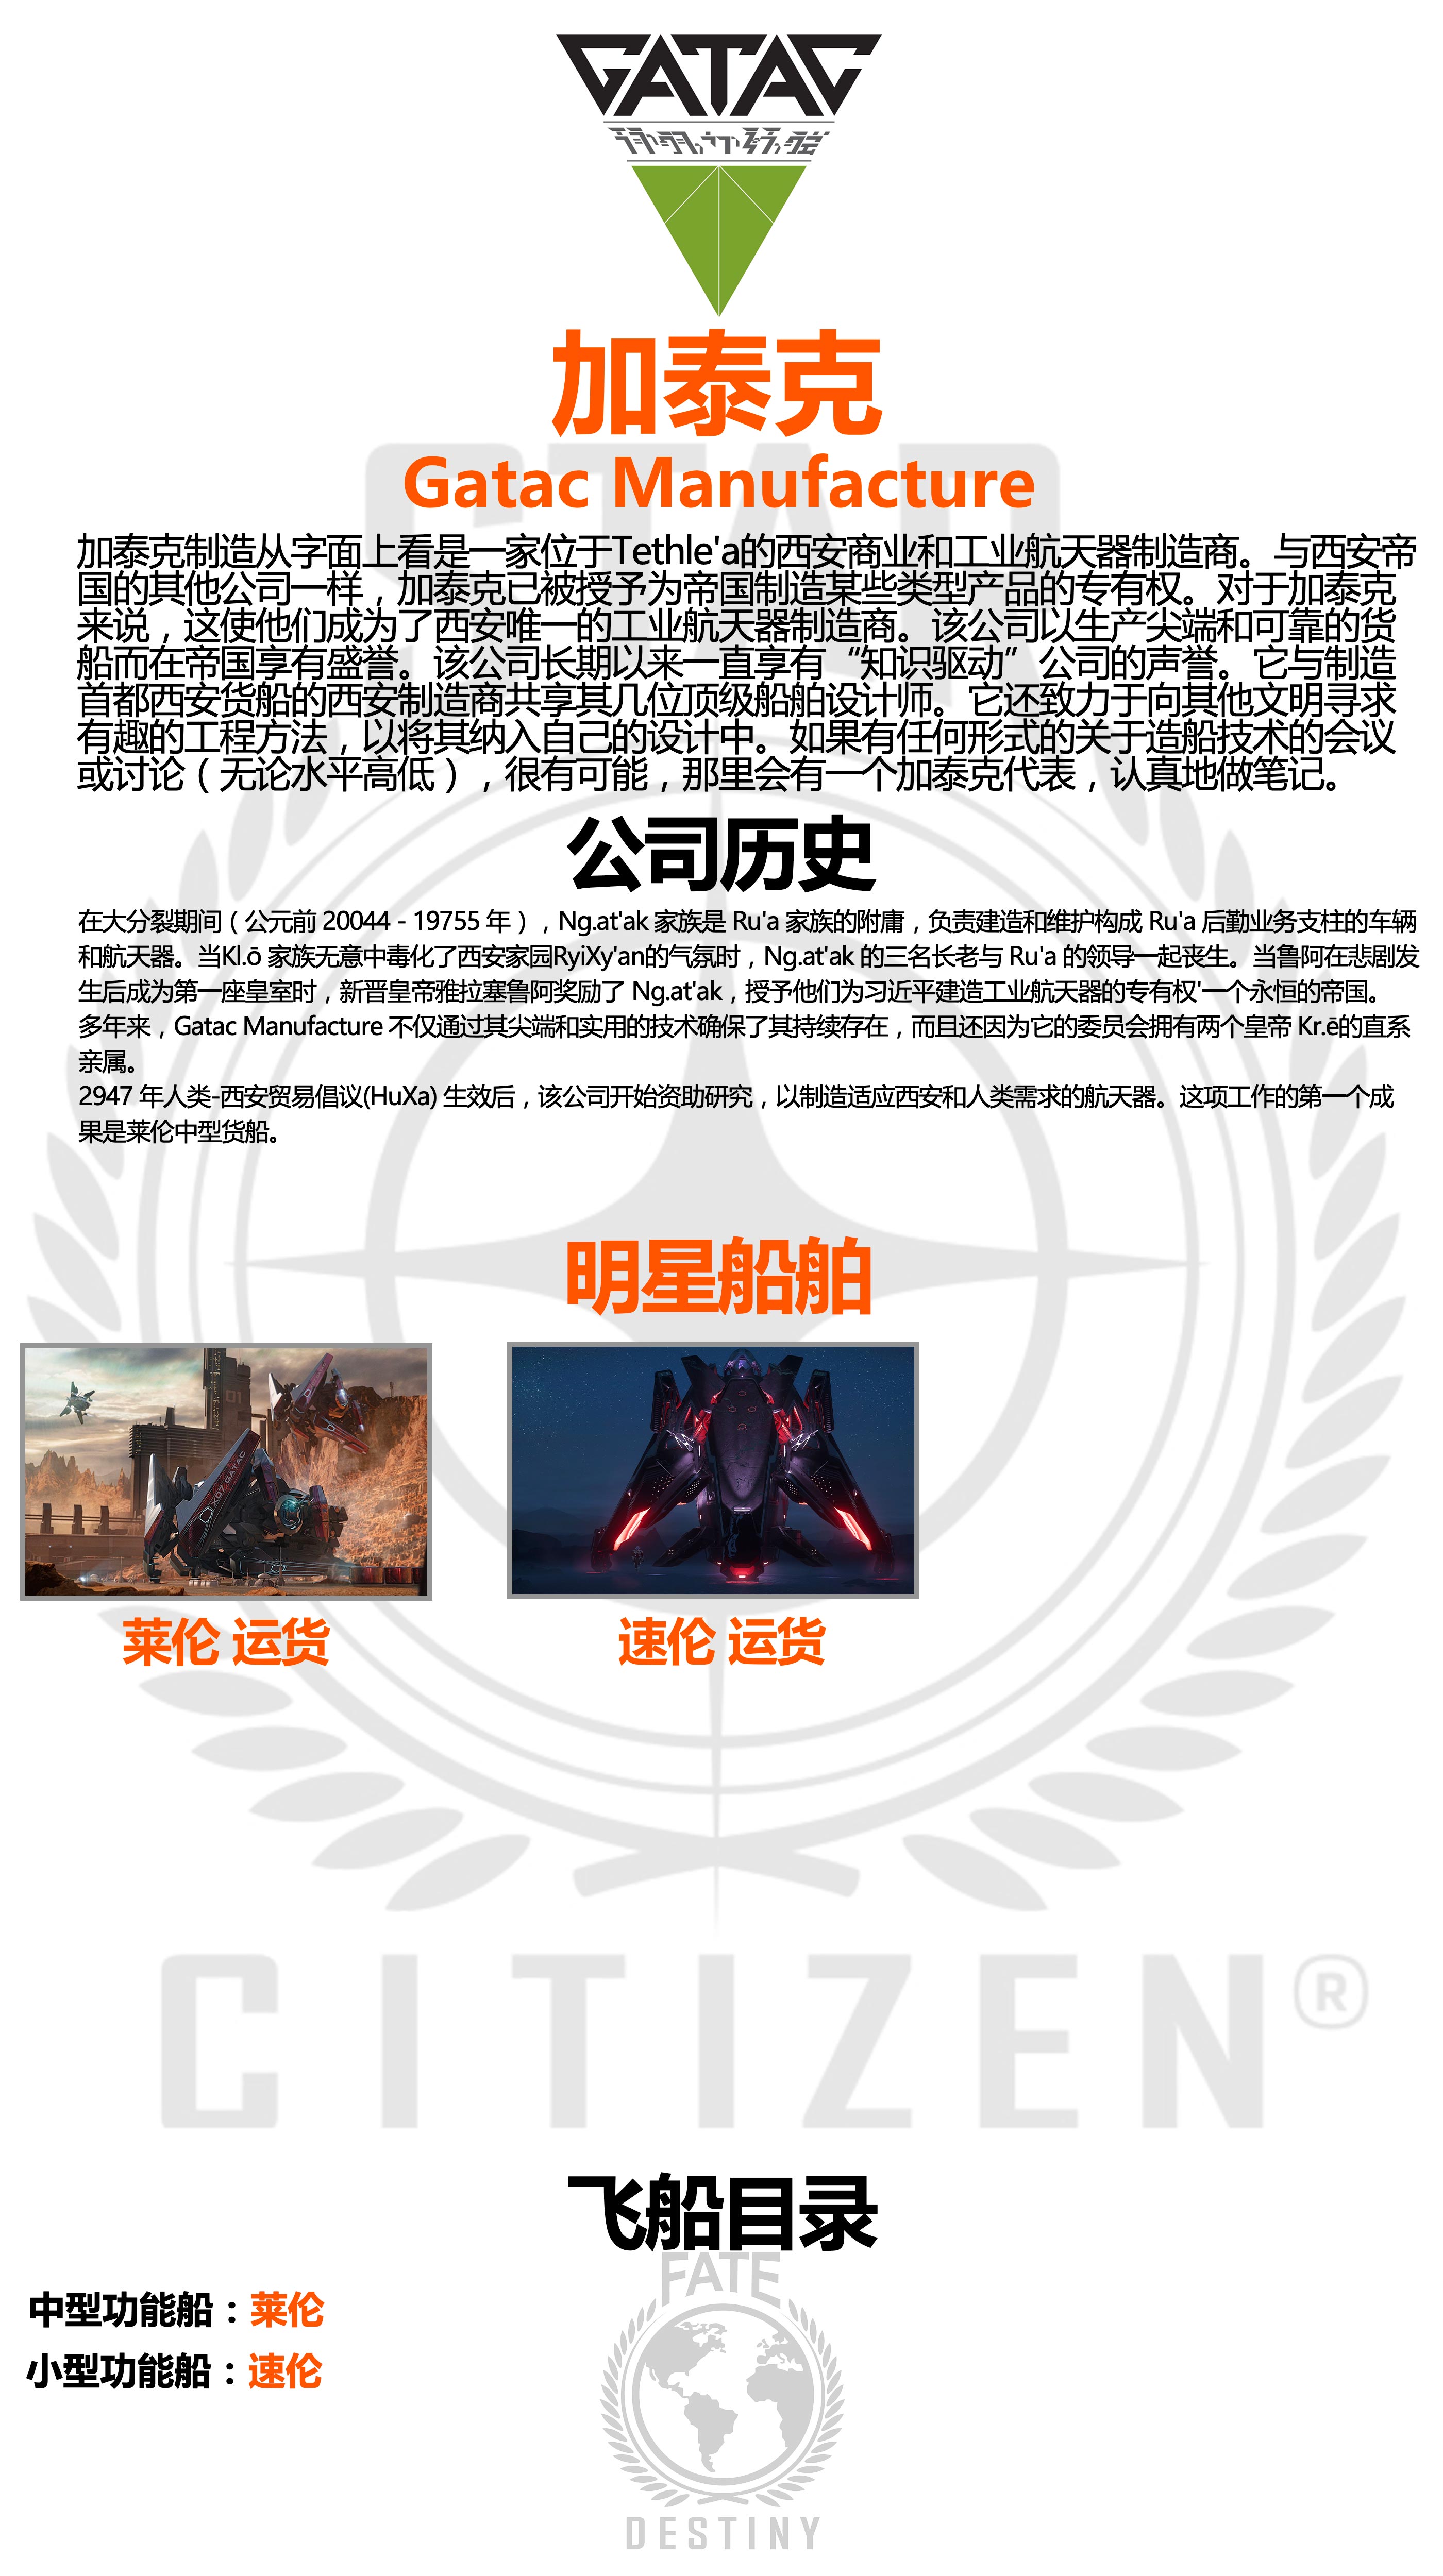 GATAC
加泰克
Gatac Manufacture
加泰克制造从字面上看是一家位于Tethle'a的西安商业和工业航天器制造商。与西安帝
国的其他公司一样，加泰克已被授予为帝国制造某些类型产品的专有权。对于加泰克
来说，这使他们成为了西安唯一的工业航天器制造商。该公司以生产尖端和可靠的货
船而在帝国享有盛誉。该公司长期以来一直享有“知识驱动”公司的声誉。它与制造
首都西安货船的西安制造商共享其几位顶级船舶设计师。它还致力于向其他文明寻求
有趣的工程方法，以将其纳入自己的设计中。如果有任何形式的关于造船技术的会议
或讨论（无论水平高低），很有可能，那里会有一个加泰克代表，认真地做笔记。
公司历史
在大分裂期间（公元前 20044 - 19755 年），Ng.at'ak 家族是 Ru'a 家族的附庸，负责建造和维护构成 Ru'a 后勤业务支柱的车辆
和航天器。当Kl.ō 家族无意中毒化了西安家园RyiXy'an的气氛时，Ng.at'ak 的三名长老与 Ru'a 的领导一起丧生。当鲁阿在悲剧发
生后成为第一座皇室时，新晋皇帝雅拉塞鲁阿奖励了 Ng.at'ak，授予他们为习近平建造工业航天器的专有权'一个永恒的帝国。
多年来，Gatac Manufacture 不仅通过其尖端和实用的技术确保了其持续存在，而且还因为它的委员会拥有两个皇帝 Kr.ē的直系
亲属。
2947 年人类-西安贸易倡议(HuXa) 生效后，该公司开始资助研究，以制造适应西安和人类需求的航天器。这项工作的第一个成
果是莱伦中型货船。
STAR
明星船舶
01
X07 GATAC
莱伦 运货
速伦 运货
CITIZEN®
飞船目录
中型功能船：莱伦
小型功能船：速伦
FATE
DESTINY